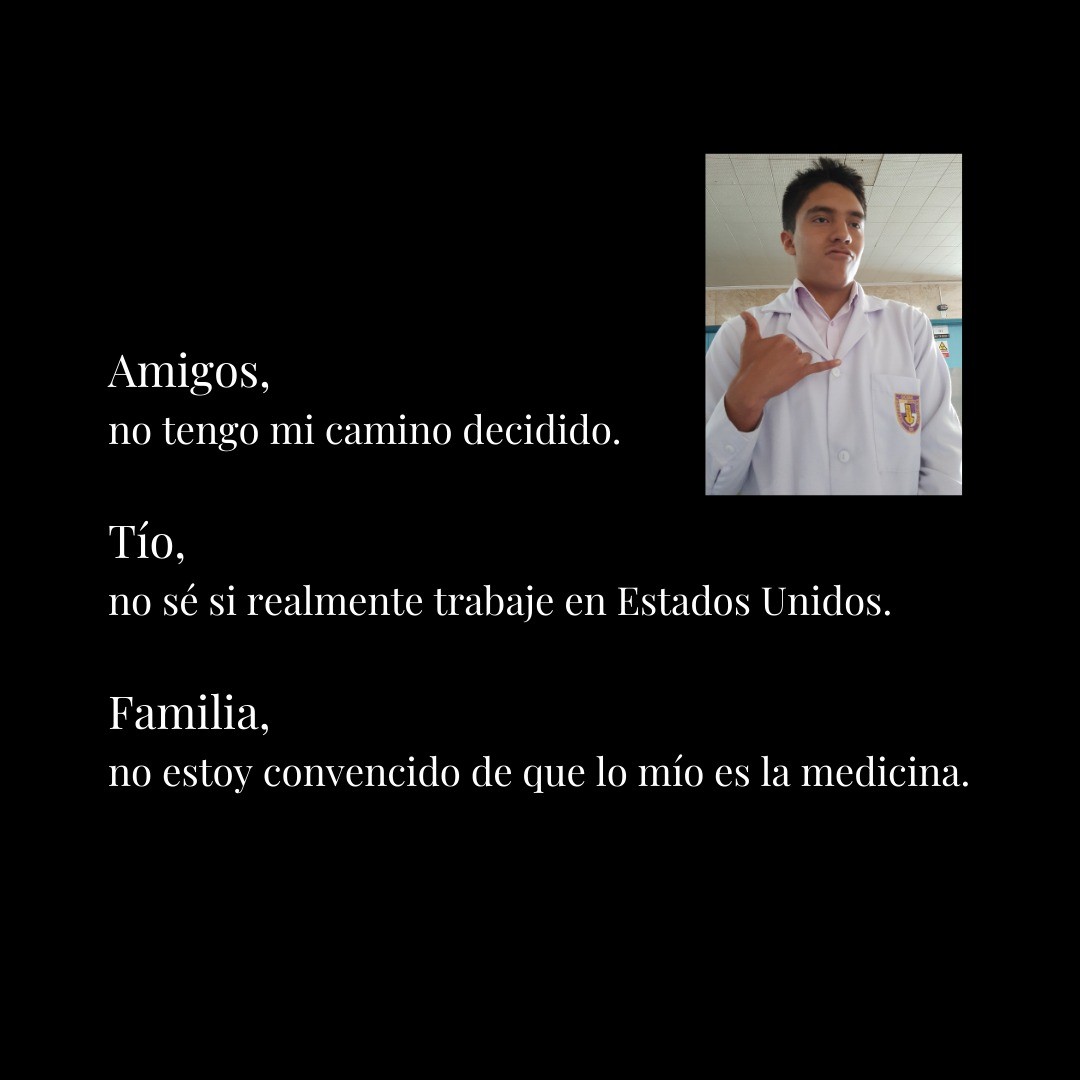 Amigos,
no tengo mi camino decidido.
Tío,
no sé si realmente trabaje en Estados Unidos.
Familia,
no estoy convencido de que lo mío es la medicina.